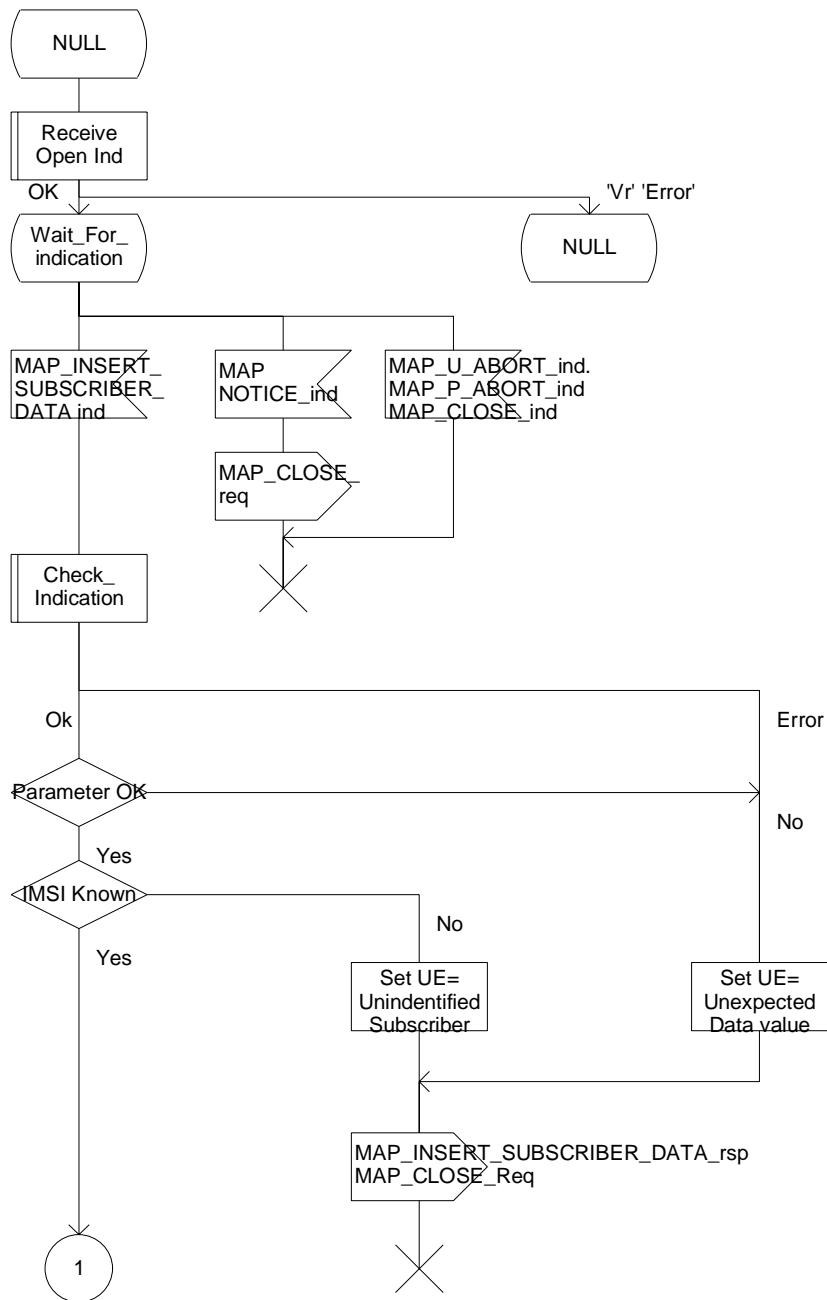 NULL
Receive
Open Ind
OK
'Vr' 'Error'
Wait_For_
indication
NULL
MAP_INSERT_
SUBSCRIBER_
DATA ind
MAP
NOTICE_ind
MAP_U_ABORT_ind.
MAP_P_ABORT_ind
MAP_CLOSE_ind
MAP_CLOSE_
req
Check_
Indication
Ok
Error
Parameter OK
No
Yes
IMSI Known
No
Yes
Set UE=
Unindentified
Subscriber
Set UE=
Unexpected
Data value
MAP_INSERT_SUBSCRIBER_DATA_rsp
MAP_CLOSE_Req
1